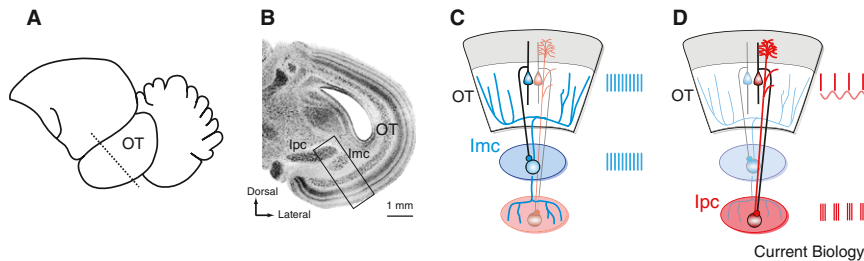 A
B
C
D
OT
OT
Ipc
Imc
Dorsal
Lateral
1 mm
OT
Imc
OT
Ipc
Current Biology